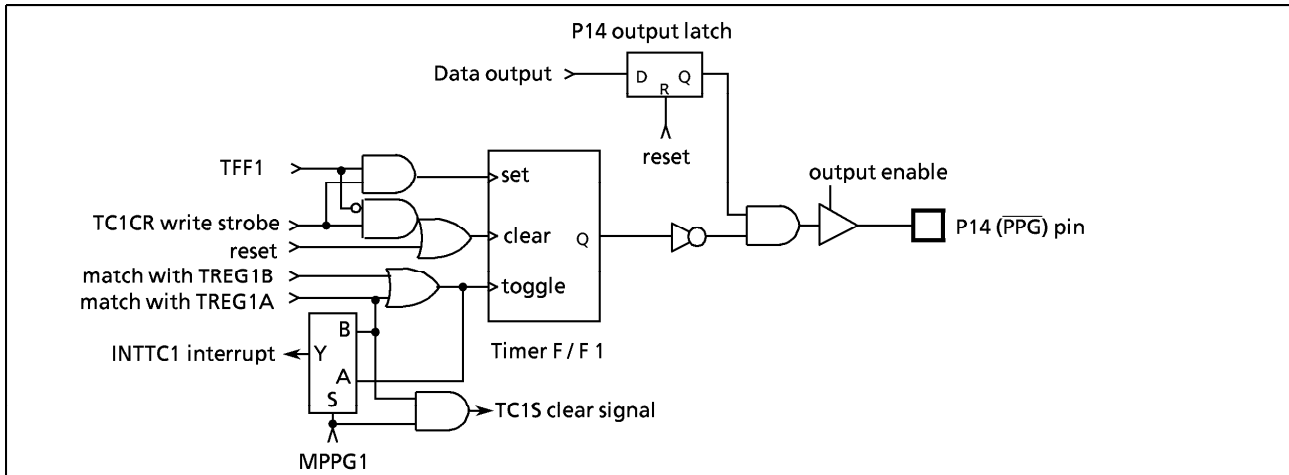 P14 output latch
Data output
D Q
R
reset
TFF1
set
output enable
TC1CR write strobe
P14 (PPG) pin
reset
clear
Q
match with TREG1B
toggle
match with TREG1A
B
INTTC1 interrupt
Y
Timer F / F 1
A
S
TC1S clear signal
MPPG1